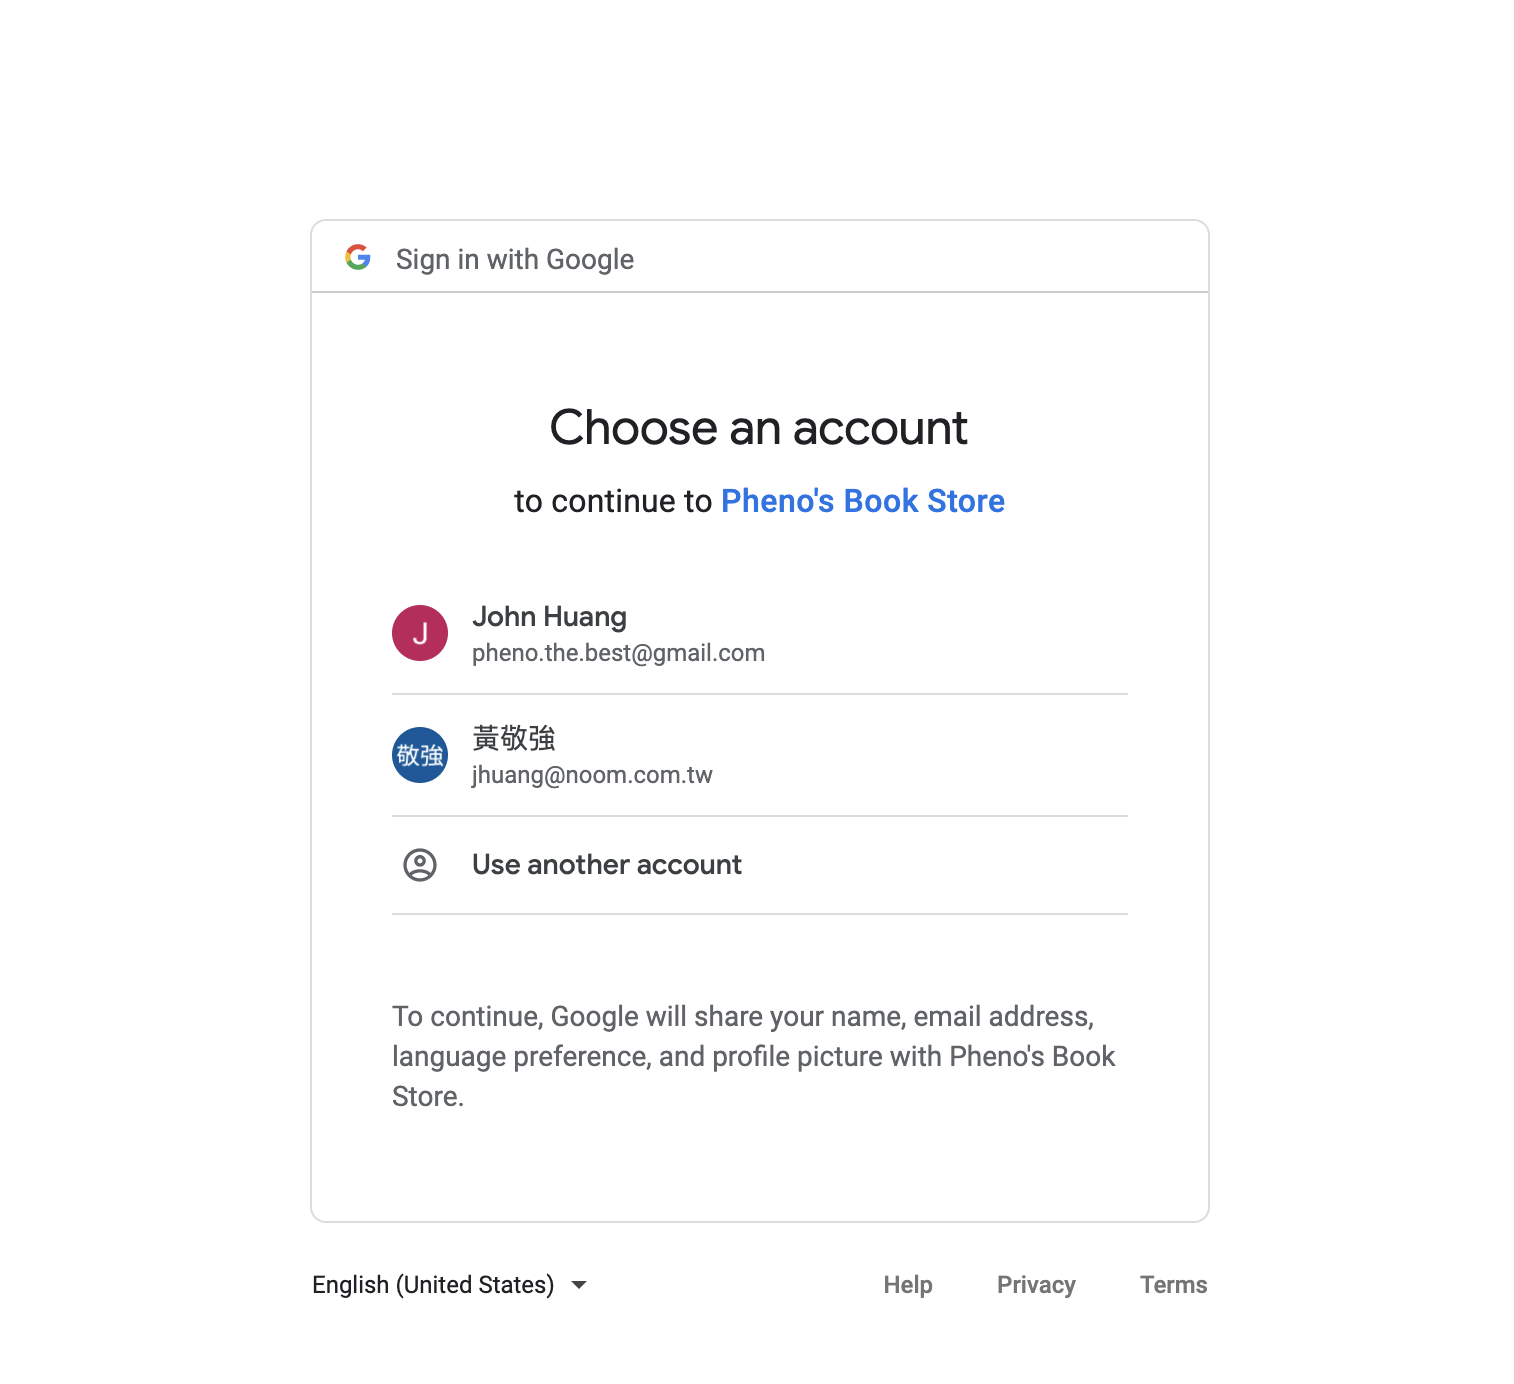 Sign in with Google
Choose an account
to continue to Pheno's Book Store
J
John Huang
pheno.the.best@gmail.com
敬強
黃敬強
jhuang@noom.com.tw
Use another account
To continue, Google will share your name, email address,
language preference, and profile picture with Pheno's Book
Store.
English (United States)
Help
Privacy
Terms